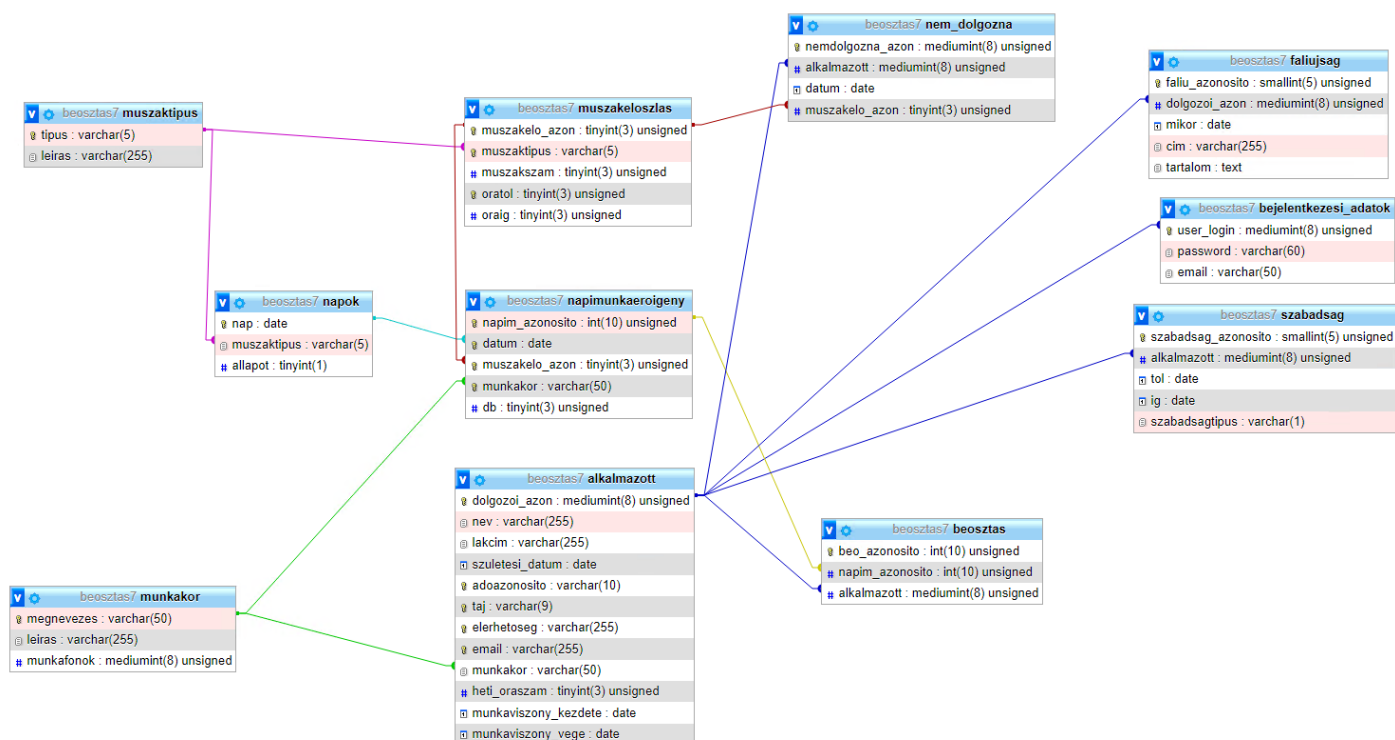 beosztas7 muszaktipus
tipus : varchar(5)
leiras : varchar(255)
beosztas7 muszakeloszlas
muszakelo_azon : tinyint(3) unsigned
muszaktipus : varchar(5)
muszakszam : tinyint(3) unsigned
oratol : tinyint(3) unsigned
oraig : tinyint(3) unsigned
beosztas7 nem_dolgozna
nemdolgozna_azon : mediumint(8) unsigned
alkalmazott : mediumint(8) unsigned
datum : date
muszakelo_azon : tinyint(3) unsigned
beosztas7 faliujsag
faliu_azonosito : smallint(5) unsigned
dolgozoi_azon : mediumint(8) unsigned
mikor : date
cim : varchar(255)
tartalom : text
beosztas7 bejelentkezesi_adatok
user_login : mediumint(8) unsigned
password : varchar(60)
email : varchar(50)
beosztas7 napok
nap : date
muszaktipus : varchar(5)
allapot : tinyint(1)
beosztas7 napimunkaeroigeny
napim_azonosito : int(10) unsigned
datum : date
muszakelo_azon : tinyint(3) unsigned
munkakor : varchar(50)
db : tinyint(3) unsigned
beosztas7 szabadsag
szabadsag_azonosito : smallint(5) unsigned
alkalmazott : mediumint(8) unsigned
tol : date
ig : date
szabadsagtipus : varchar(1)
beosztas7 alkalmazott
dolgozoi_azon : mediumint(8) unsigned
nev : varchar(255)
lakcim : varchar(255)
szuletesi_datum : date
adoazonosito : varchar(10)
taj : varchar(9)
elerhetoseg : varchar(255)
email : varchar(255)
munkakor : varchar(50)
heti_oraszam : tinyint(3) unsigned
munkaviszony_kezdete : date
munkaviszony_vege : date
beosztas7 beosztas
beo_azonosito : int(10) unsigned
napim_azonosito : int(10) unsigned
alkalmazott : mediumint(8) unsigned
beosztas7 munkakor
megnevezes : varchar(50)
leiras : varchar(255)
munkafonok : mediumint(8) unsigned